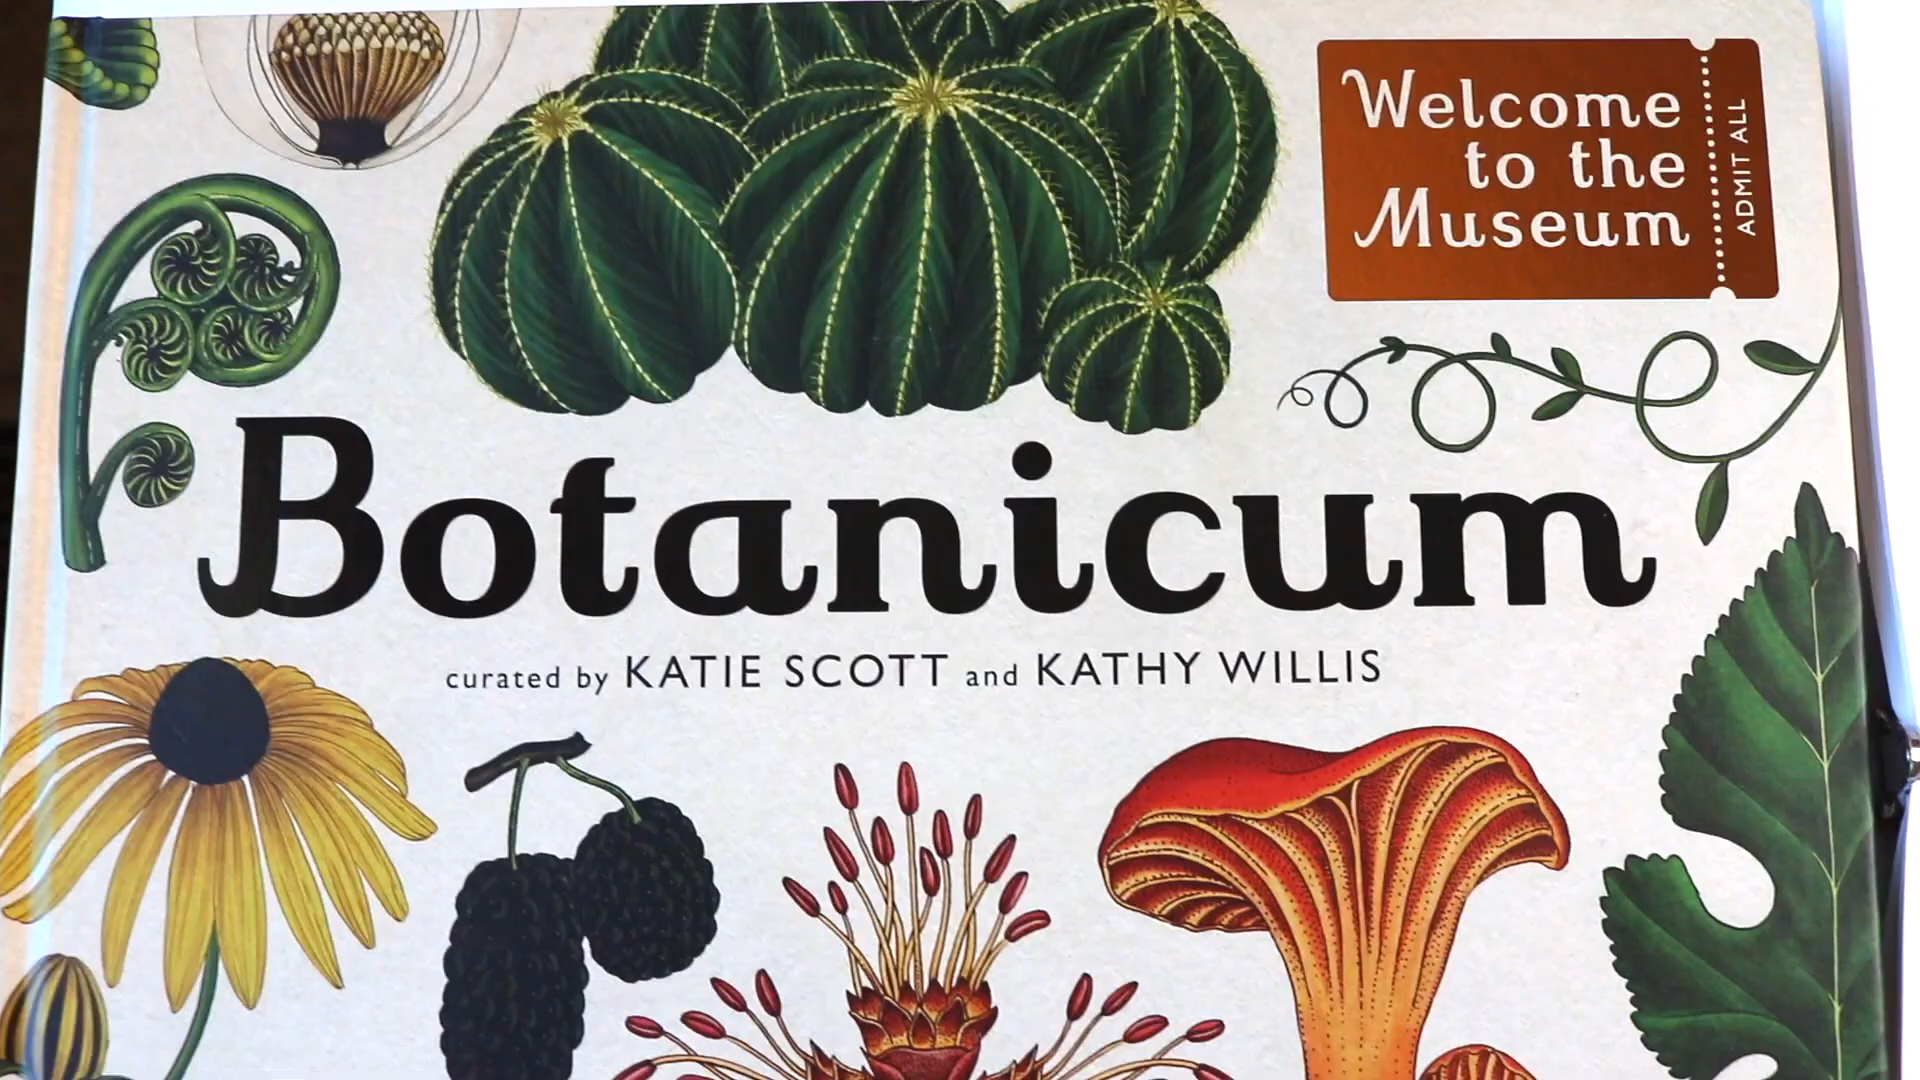 Welcome
to the
Museum
ADMIT ALL
Botanicum
curated by KATIE SCOTT and KATHY WILLIS